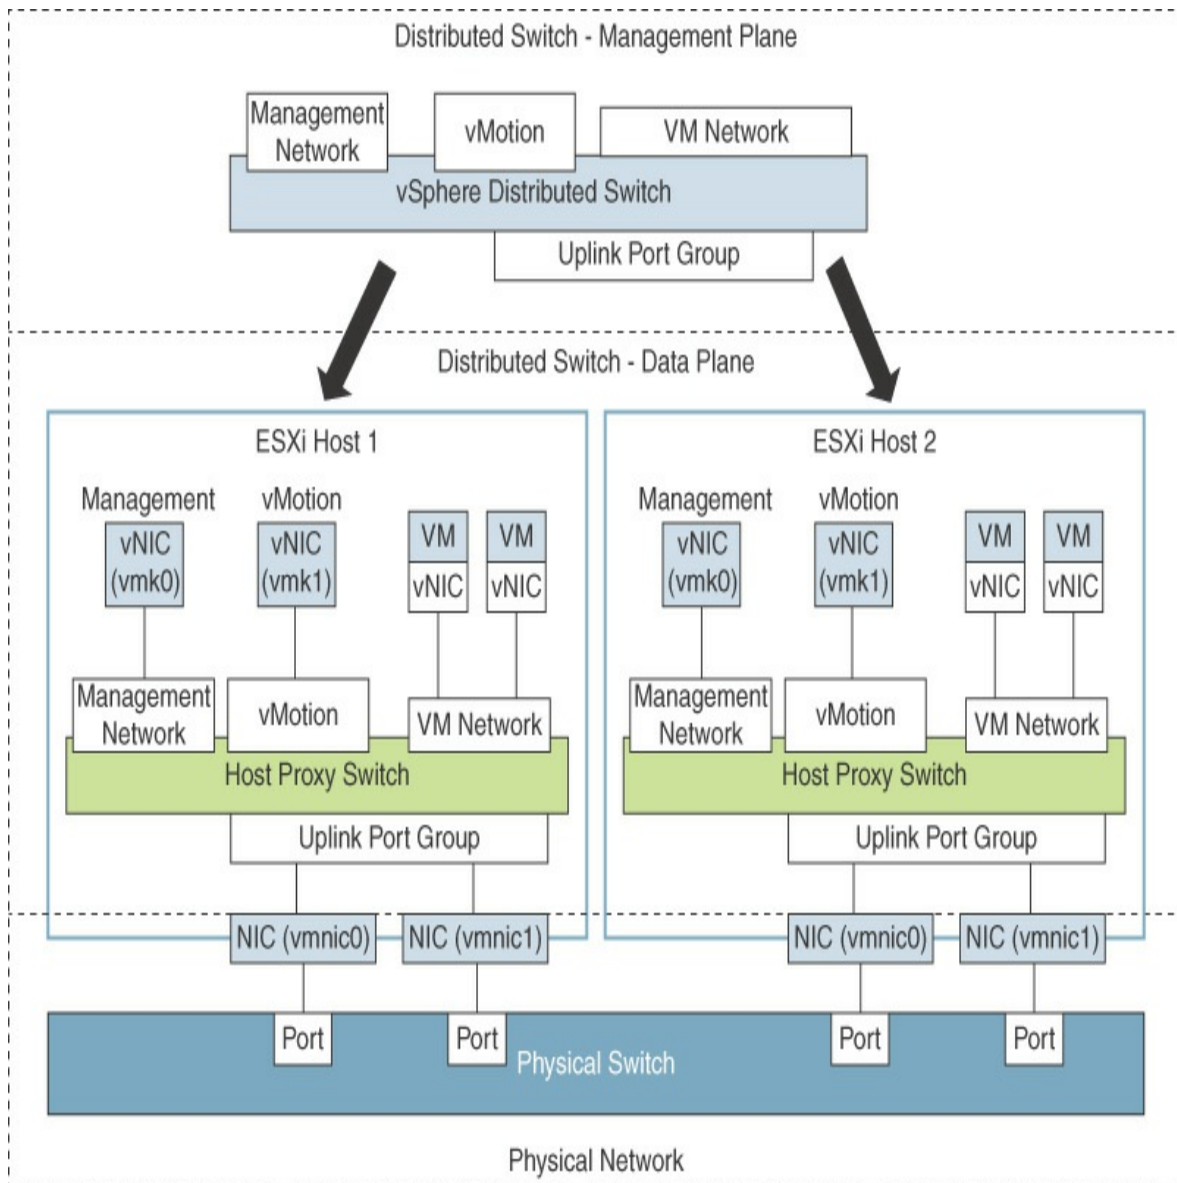 Distributed Switch - Management Plane
Management
Network
vMotion
VM Network
vSphere Distributed Switch
Uplink Port Group
Distributed Switch - Data Plane
ESXi Host 1
Management
vMotion
vNIC
(vmk0)
vNIC
(vmk1)
VM
vNIC
VM
vNIC
Management
Network
vMotion
VM Network
Host Proxy Switch
Uplink Port Group
NIC (vmnic0)
NIC (vmnic1)
ESXi Host 2
Management
vMotion
vNIC
(vmk0)
vNIC
(vmk1)
VM
vNIC
VM
vNIC
Management
Network
vMotion
VM Network
Host Proxy Switch
Uplink Port Group
NIC (vmnic0)
NIC (vmnic1)
Port
Port
Port
Port
Physical Switch
Physical Network